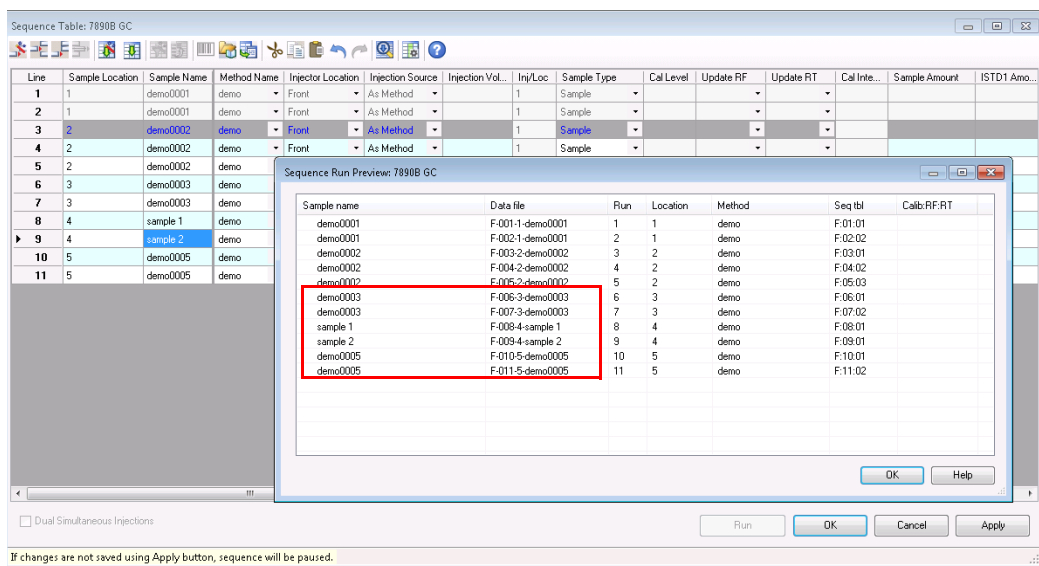 Sequence Table: 7890B GC
Line Sample Location Sample Name Method Name Injector Location Injection Source Injection Vol... Inj/Loc Sample Type Cal Level Update RF Update RT Cal Inte... Sample Amount ISTD1 Amo...
1 1 demo0001 demo Front As Method 1 Sample
2 1 demo0001 demo Front As Method 1 Sample
3 2 demo0002 demo Front As Method 1 Sample
4 2 demo0002 demo Front As Method 1 Sample
5 2 demo0002 demo
6 3 demo0003 demo
7 3 demo0003 demo
8 4 sample 1 demo
9 4 sample 2 demo
10 5 demo0005 demo
11 5 demo0005 demo
Sequence Run Preview: 7890B GC
Sample name Data file Run Location Method Seq tbl Calib:RF:RT
demo0001 F-001-1-demo0001 1 1 demo F:01:01
demo0001 F-002-1-demo0001 2 1 demo F:02:02
demo0002 F-003-2-demo0002 3 2 demo F:03:01
demo0002 F-004-2-demo0002 4 2 demo F:04:02
demo0002 F-005-2-demo0002 5 2 demo F:05:03
demo0003 F-006-3-demo0003 6 3 demo F:06:01
demo0003 F-007-3-demo0003 7 3 demo F:07:02
sample 1 F-008-4-sample 1 8 4 demo F:08:01
sample 2 F-009-4-sample 2 9 4 demo F:09:01
demo0005 F-010-5-demo0005 10 5 demo F:10:01
demo0005 F-011-5-demo0005 11 5 demo F:11:02
OK Help
Dual Simultaneous Injections
Run OK Cancel Apply
If changes are not saved using Apply button, sequence will be paused.